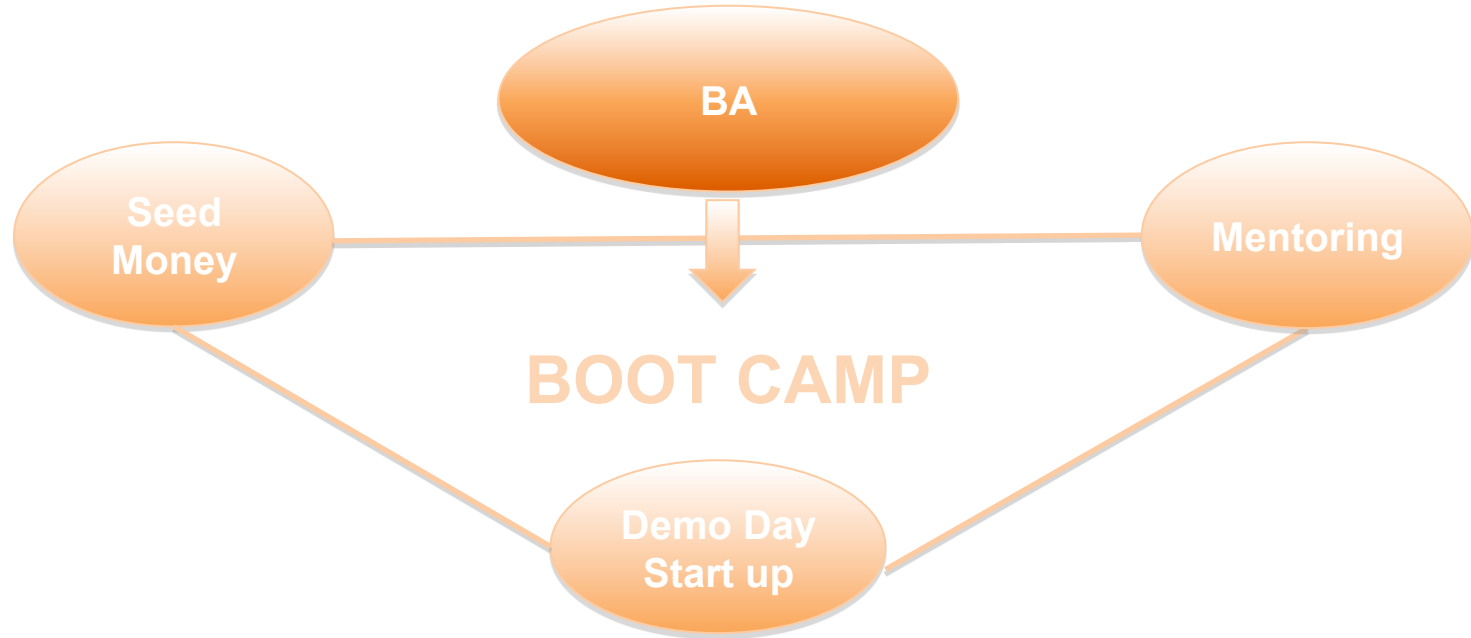 BA
Seed
Money
Mentoring
BOOT CAMP
Demo Day
Start up